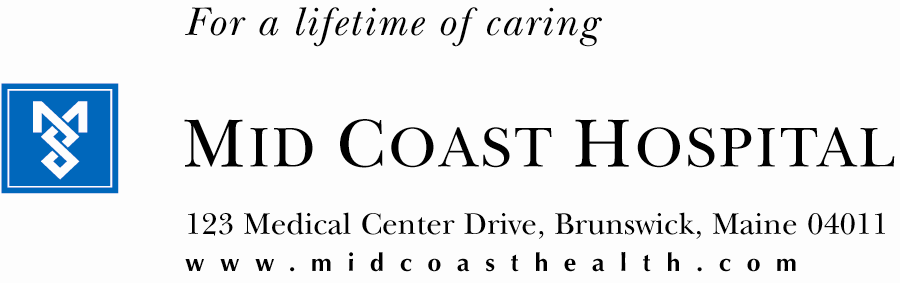 For a lifetime of caring
MID COAST HOSPITAL
123 Medical Center Drive, Brunswick, Maine 04011
www.midcoasthealth.com